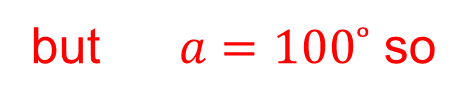 but a = 100° so